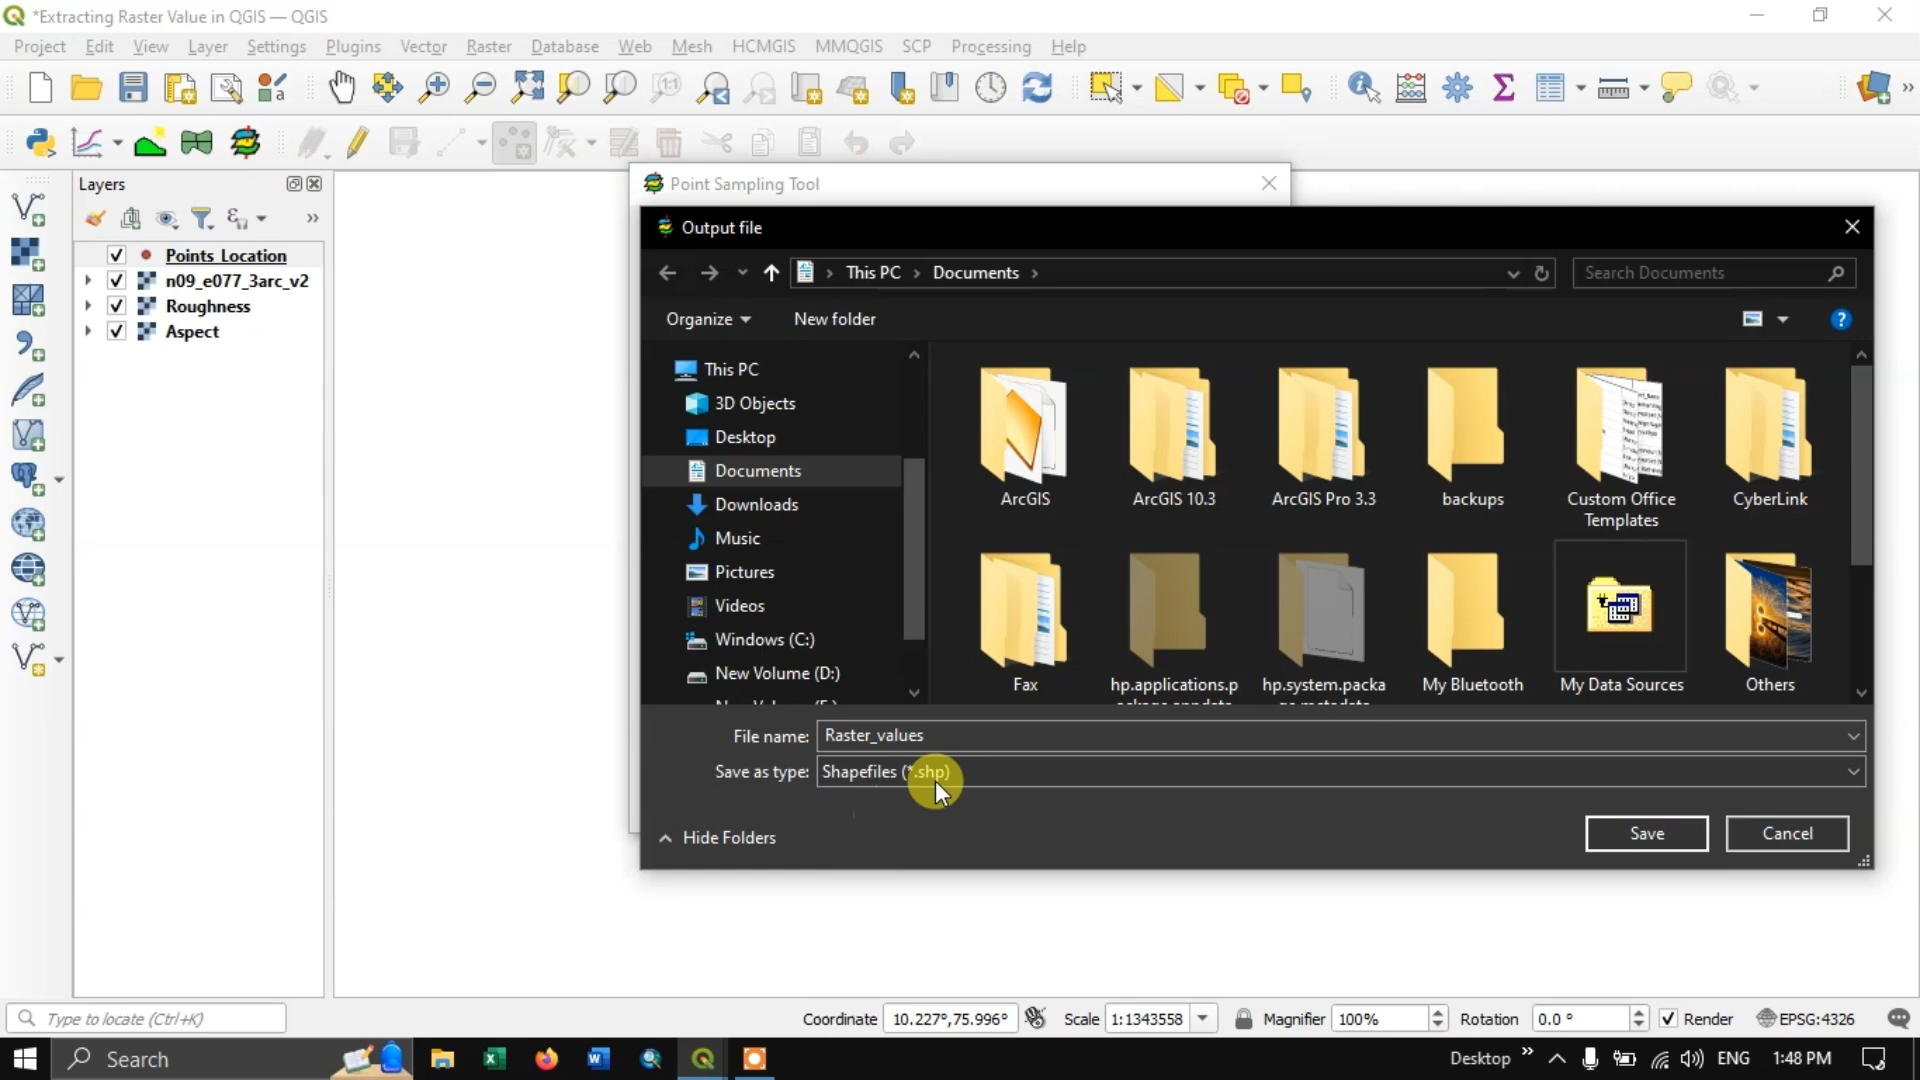 *Extracting Raster Value in QGIS — QGIS
Project Edit View Layer Settings Plugins Vector Raster Database Web Mesh HCMGIS MMQGIS SCP Processing Help
Layers
Points Location
n09_e077_3arc_v2
Roughness
Aspect
Point Sampling Tool
Output file
This PC Documents
Search Documents
Organize New folder
This PC
3D Objects
Desktop
Documents
Downloads
Music
Pictures
Videos
Windows (C:)
New Volume (D:)
ArcGIS ArcGIS 10.3 ArcGIS Pro 3.3 backups Custom Office Templates CyberLink
Fax hp.applications.p hp.system.packa My Bluetooth My Data Sources Others
File name: Raster_values
Save as type: Shapefiles (*.shp)
Hide Folders
Save Cancel
Type to locate (Ctrl+K)
Coordinate 10.227°,75.996° Scale 1:1343558 Magnifier 100% Rotation 0.0 ° Render EPSG:4326
Search
Desktop » ENG 1:48 PM